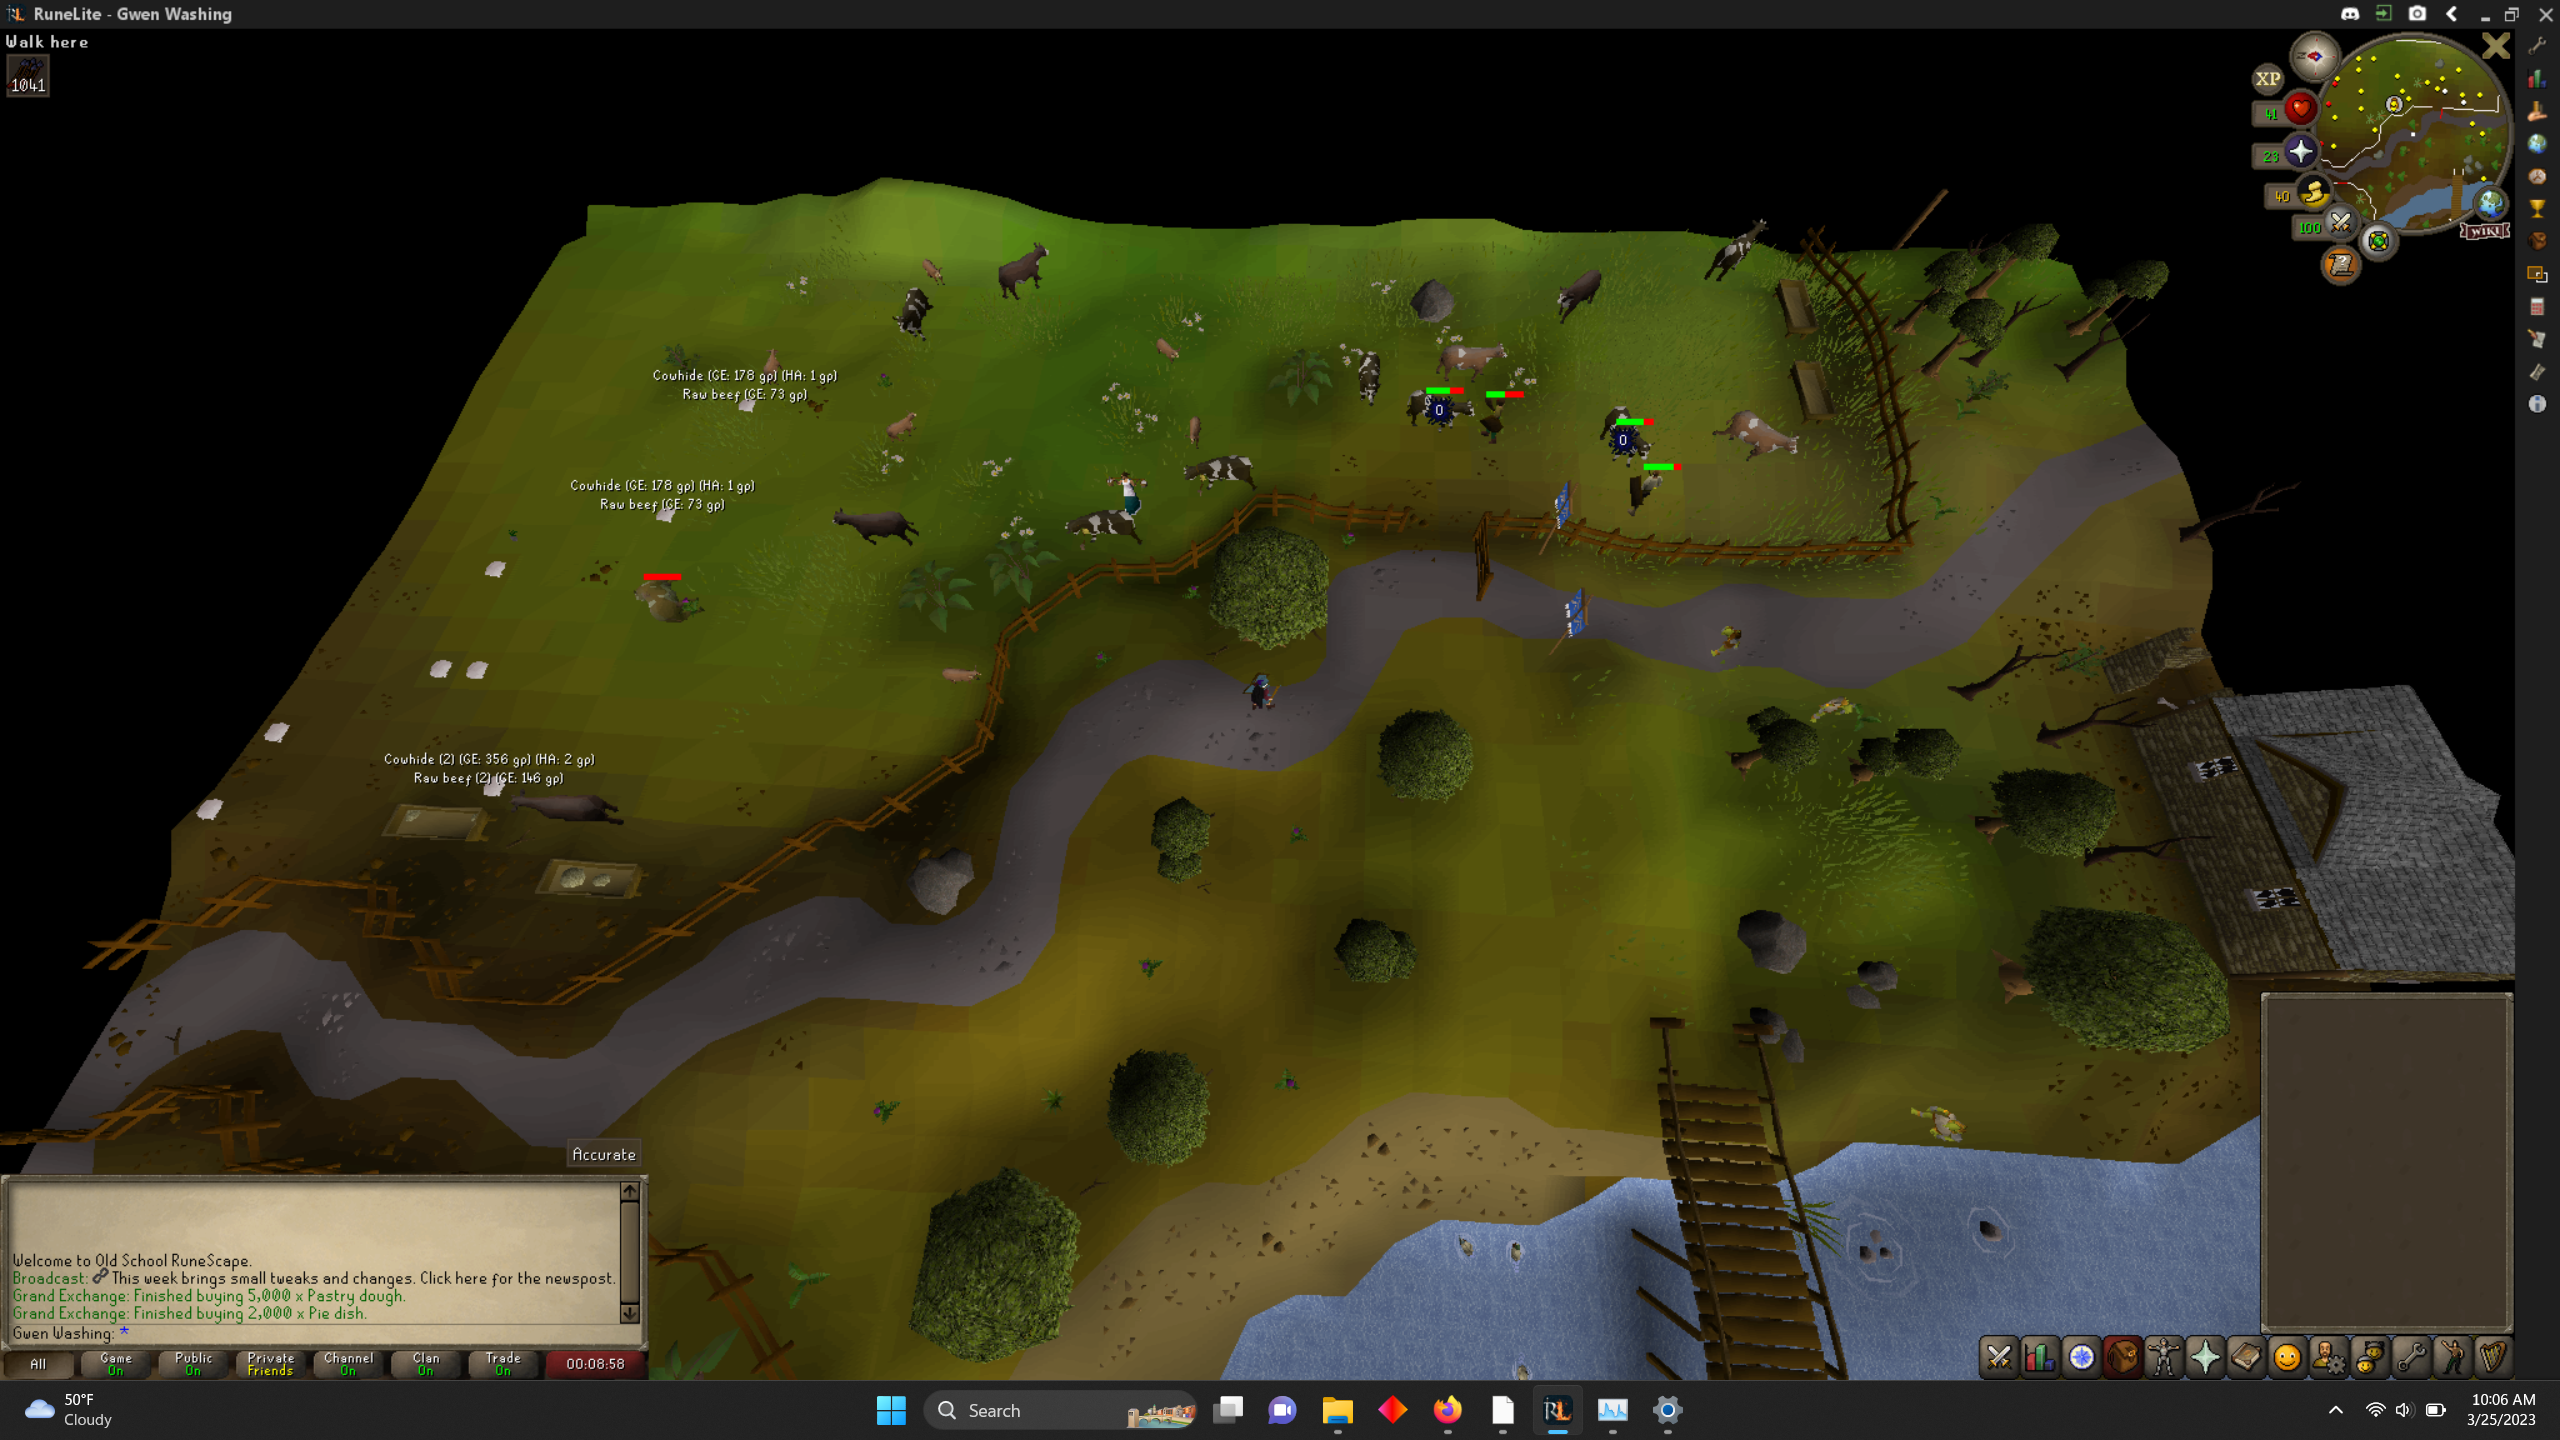 RuneLite - Gwen Washing
Walk here
1041
XP
41
23
40
100
WIKI
Cowhide (GE: 178 gp) (HA: 1 gp)
Raw beef (GE: 73 gp)
0
0
Cowhide (GE: 178 gp) (HA: 1 gp)
Raw beef (GE: 73 gp)
Cowhide (2) (GE: 356 gp) (HA: 2 gp)
Raw beef (2) (GE: 146 gp)
Accurate
Welcome to Old School RuneScape.
Broadcast: This week brings small tweaks and changes. Click here for the newspost.
Grand Exchange: Finished buying 5,000 x Pastry dough.
Grand Exchange: Finished buying 2,000 x Pie dish.
Gwen Washing: *
All
Game
On
Public
On
Private
Friends
Channel
On
Clan
On
Trade
On
00:08:58
50°F
Cloudy
Search
10:06 AM
3/25/2023